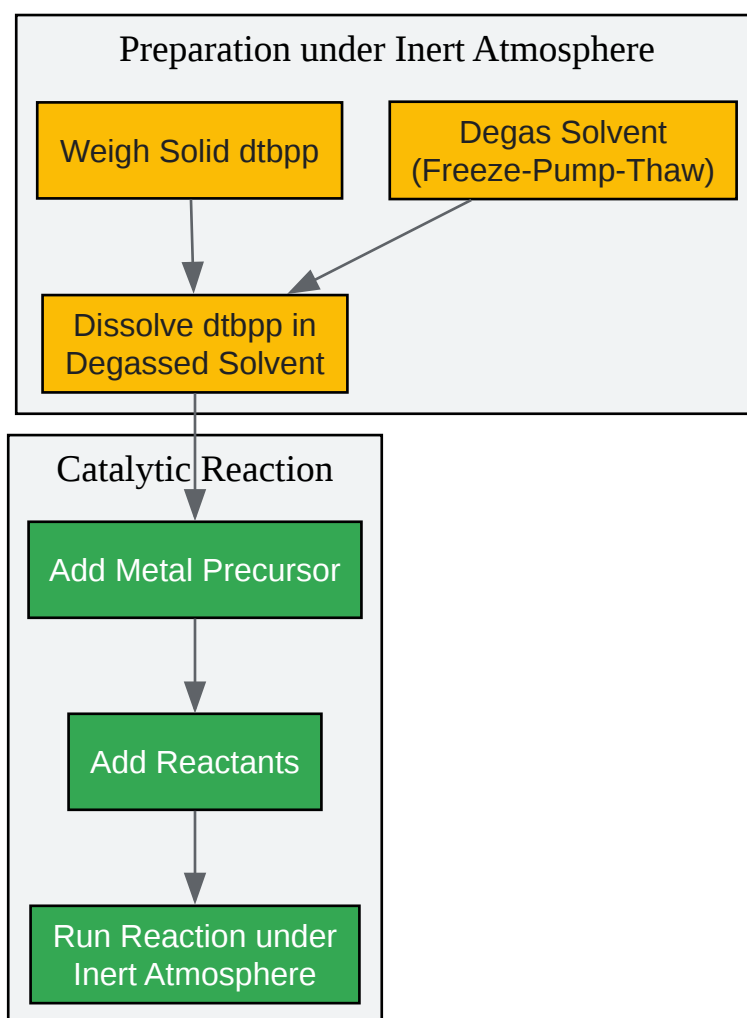 Preparation under Inert Atmosphere
Weigh Solid dtbpp
Degas Solvent
(Freeze-Pump-Thaw)
Dissolve dtbpp in
Degassed Solvent
Catalytic Reaction
Add Metal Precursor
Add Reactants
Run Reaction under
Inert Atmosphere